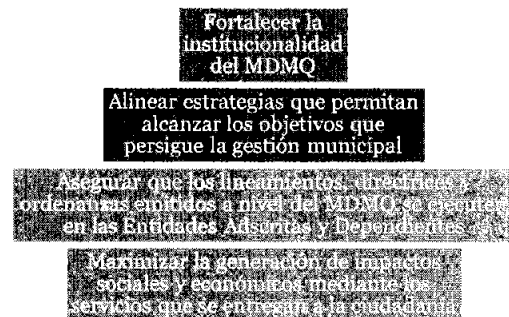 Fortalecer la
institucionalidad
del MDMQ
Alinear estrategias que permitan
alcanzar los objetivos que
persigue la gestión municipal
Asegurar que los lineamientos, directrices y
ordenanzas emitidos a nivel del MDMQ, se ejecuten
en las Entidades Adscritas y Dependientes
Maximizar la generación de impactos
sociales y económicos mediante los
servicios que se entregan a la ciudadanía